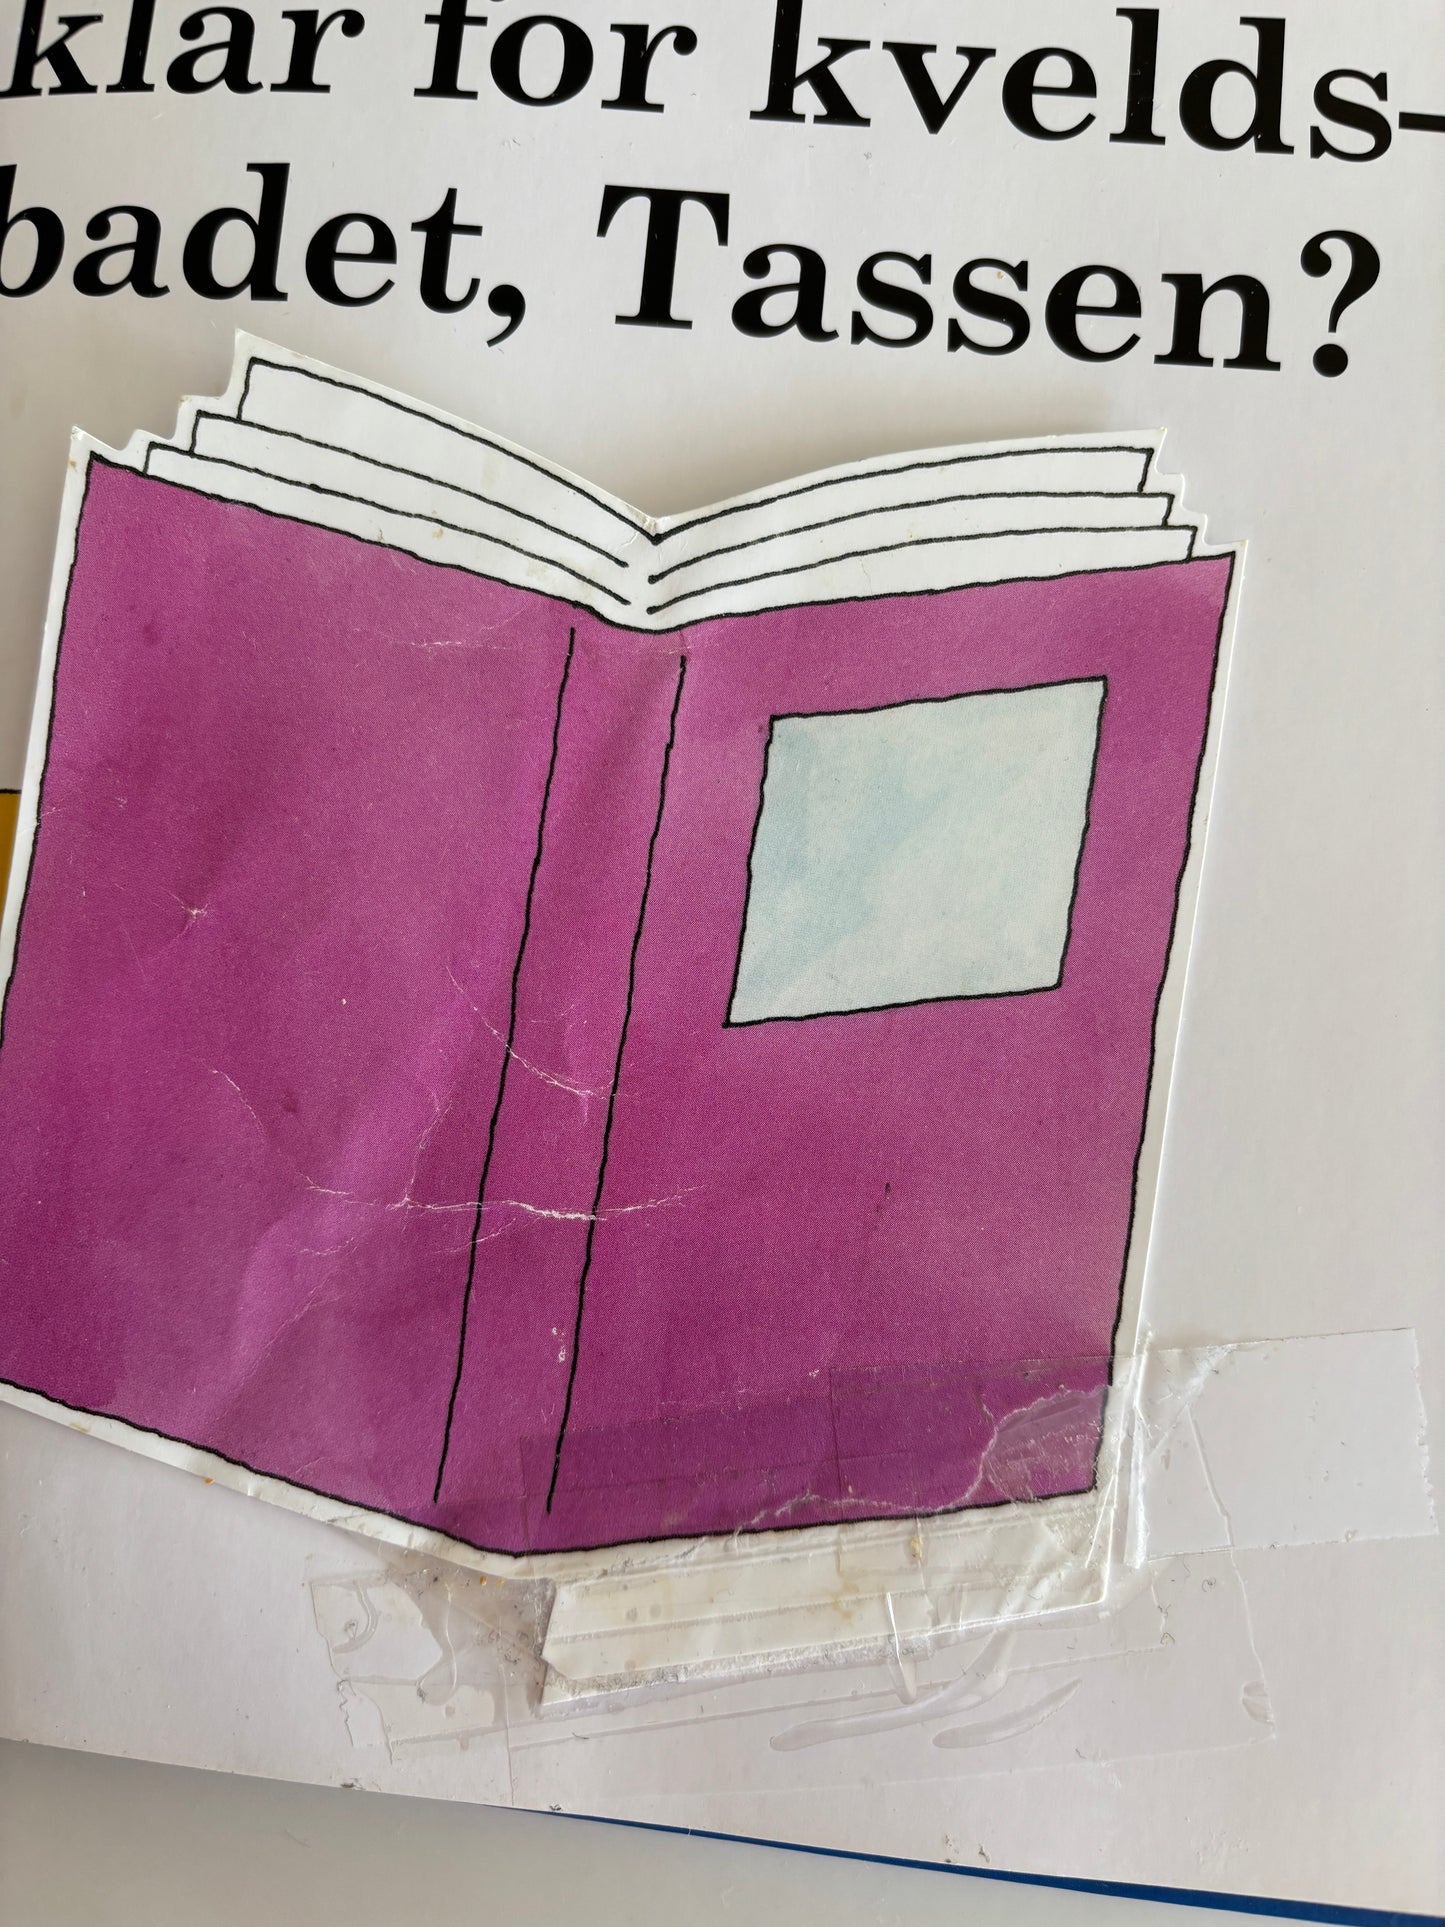 klar for kvelds-
badet, Tassen?